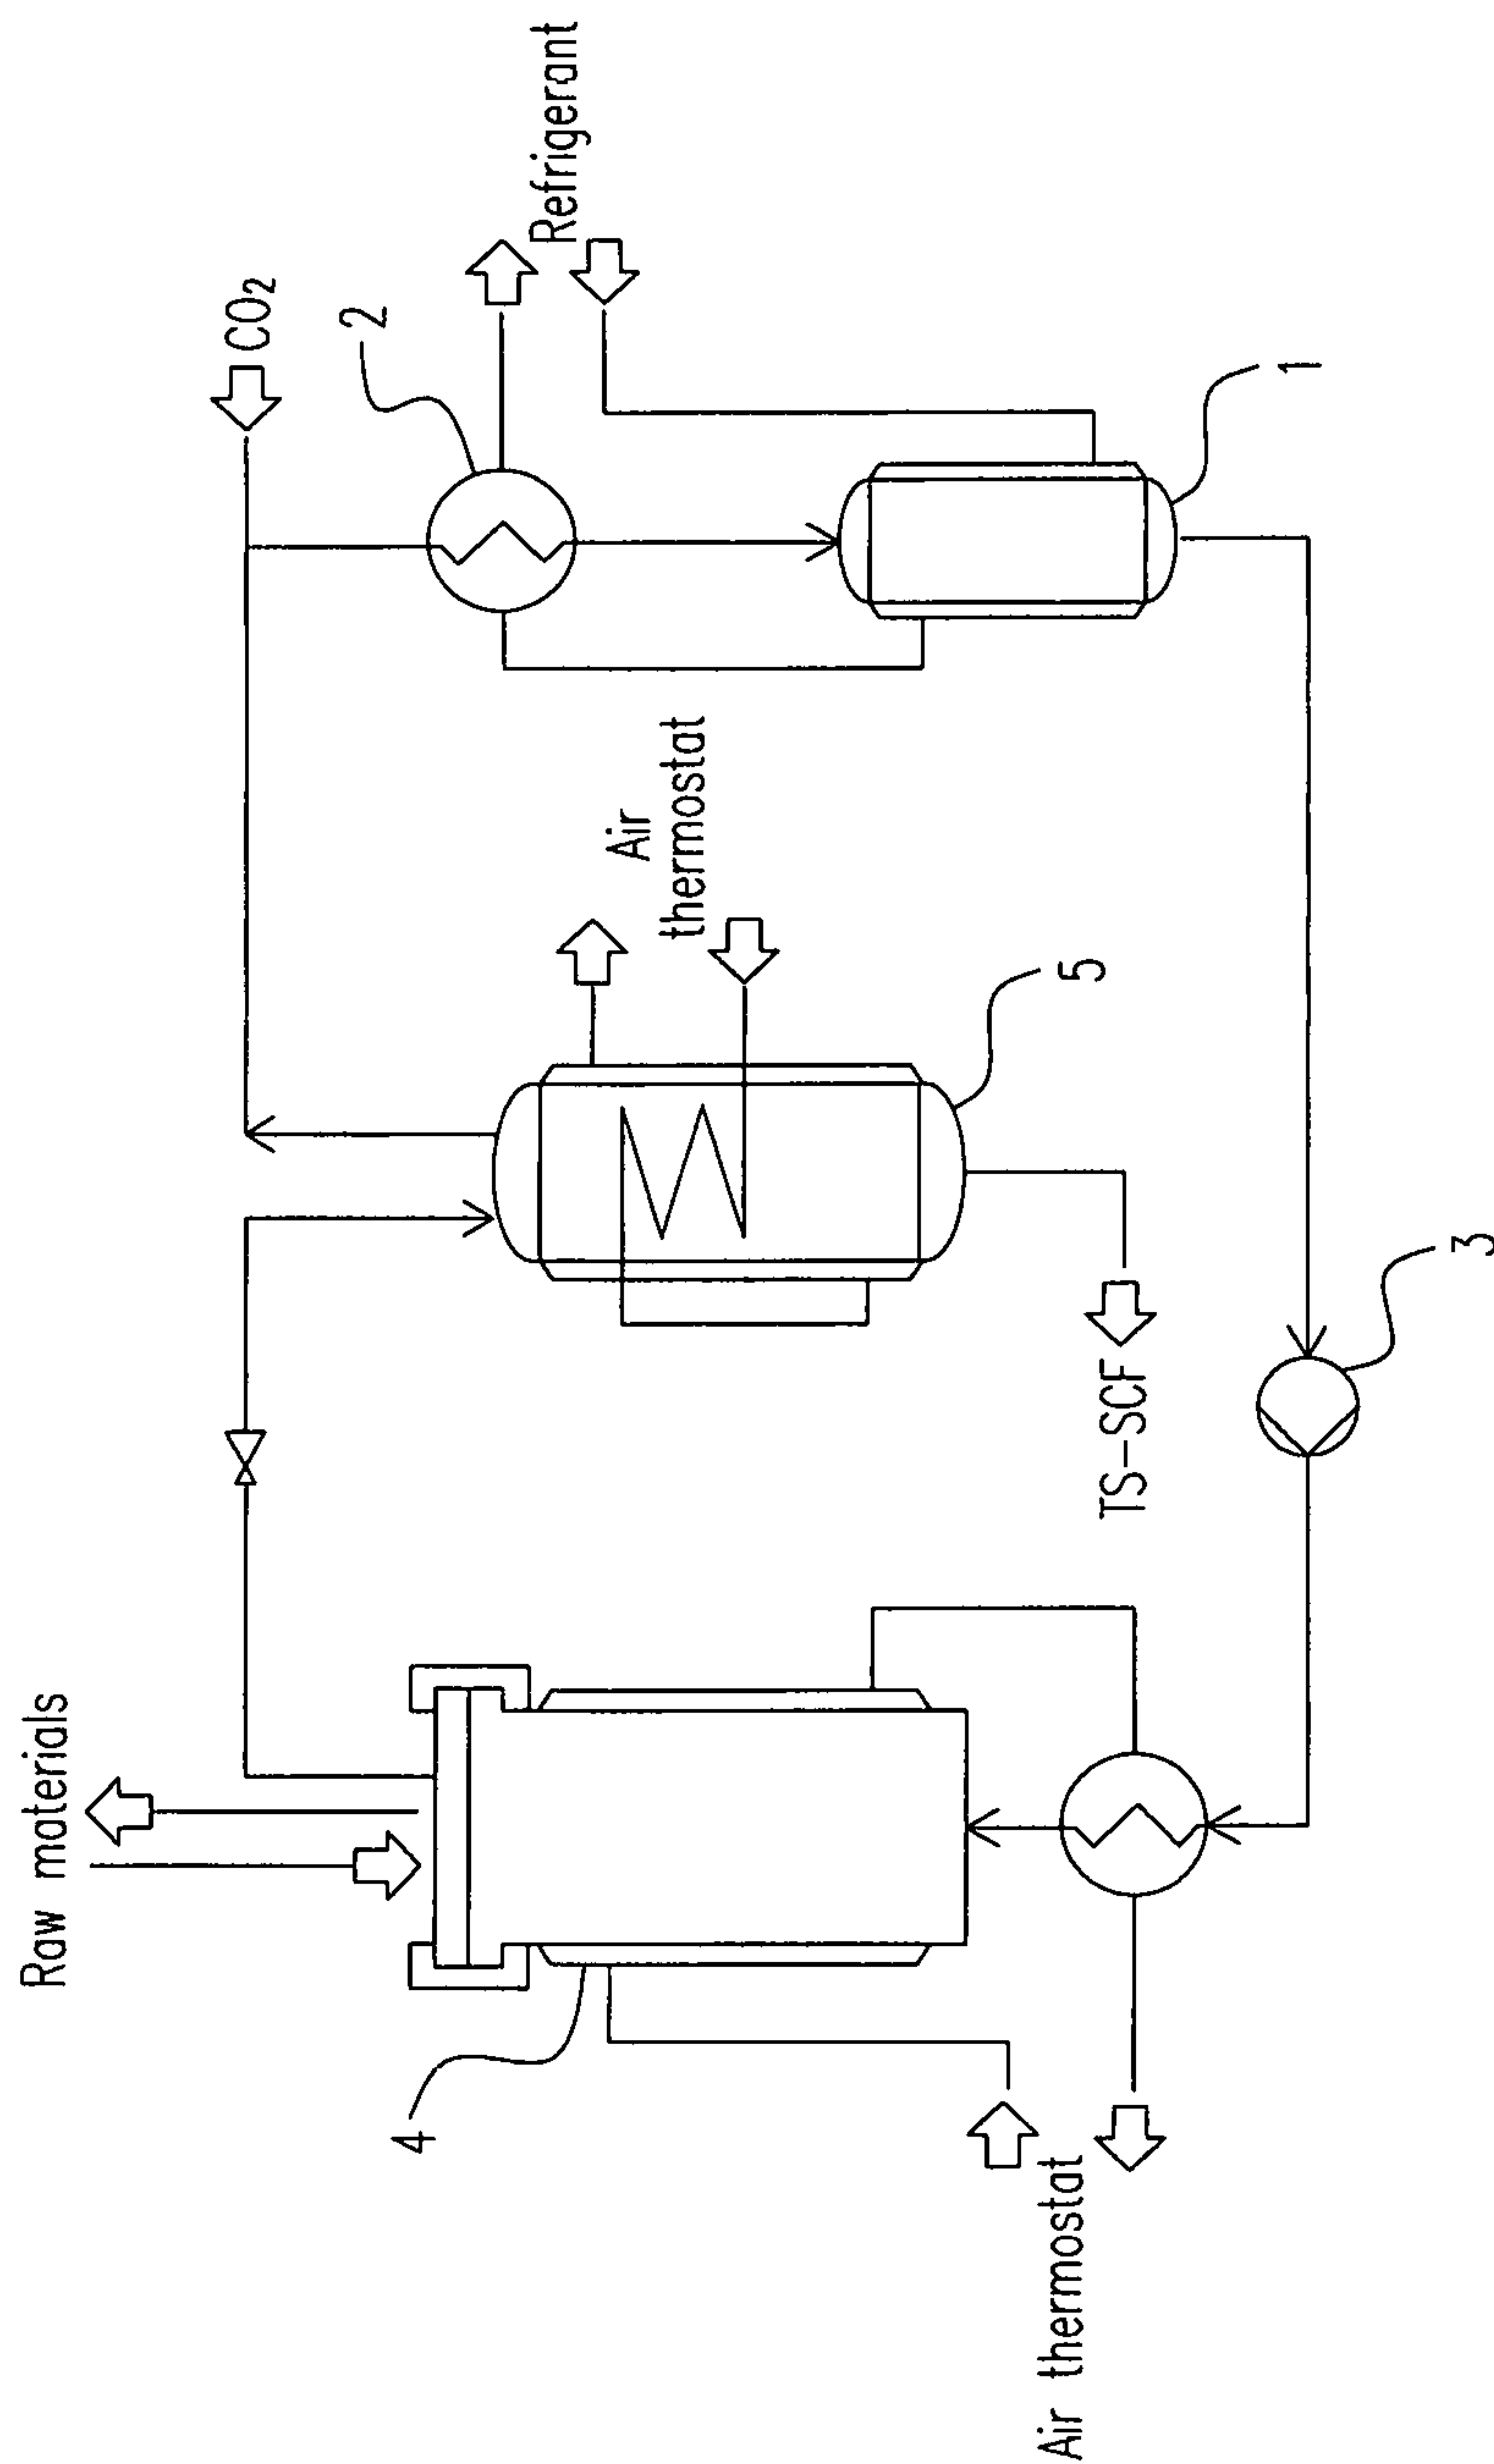 Raw materials
CO₂
2
Refrigerant
Air
thermostat
1
5
TS-SCF
3
4
Air thermostat